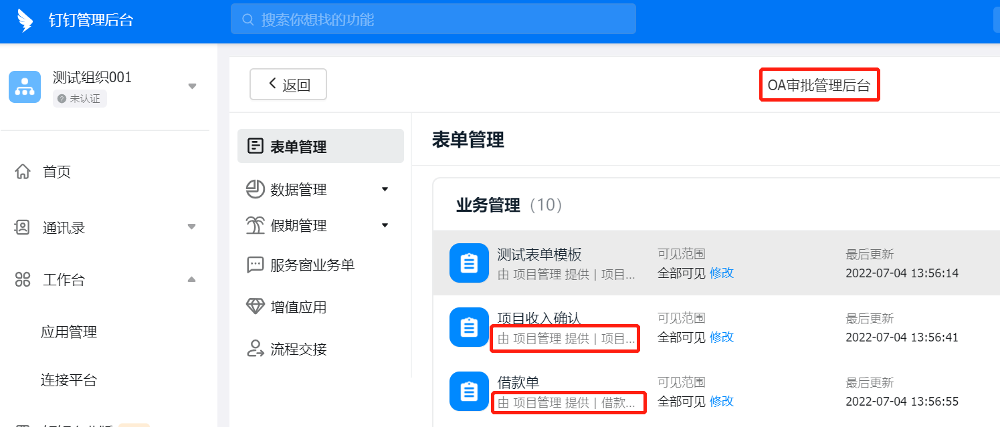 钉钉管理后台
搜索你想找的功能
测试组织001
未认证
首页
通讯录
工作台
应用管理
连接平台
返回
OA审批管理后台
表单管理
数据管理
假期管理
服务窗业务单
增值应用
流程交接
表单管理
业务管理（10）
测试表单模板
由 项目管理 提供 | 项目...
可见范围
全部可见 修改
最后更新
2022-07-04 13:56:14
项目收入确认
由 项目管理 提供 | 项目...
可见范围
全部可见 修改
最后更新
2022-07-04 13:56:41
借款单
由 项目管理 提供 | 借款...
可见范围
全部可见 修改
最后更新
2022-07-04 13:56:55